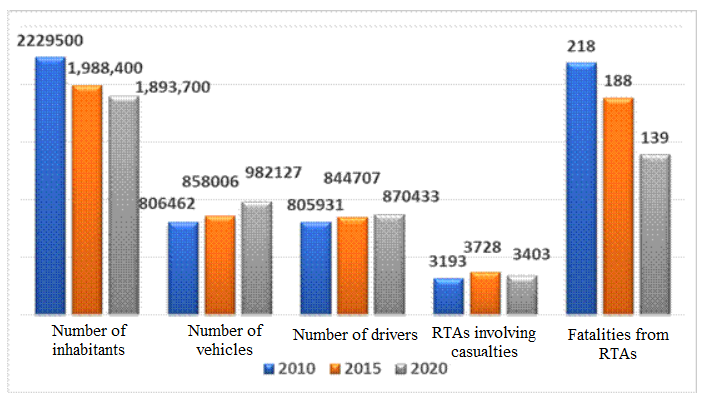 2229500
1,988,400
1,893,700
806462
858006
982127
805931
844707
870433
3193
3728
3403
218
188
139
Number of
inhabitants
Number of
vehicles
Number of drivers
RTAs involving
casualties
Fatalities from
RTAs
2010 2015 2020